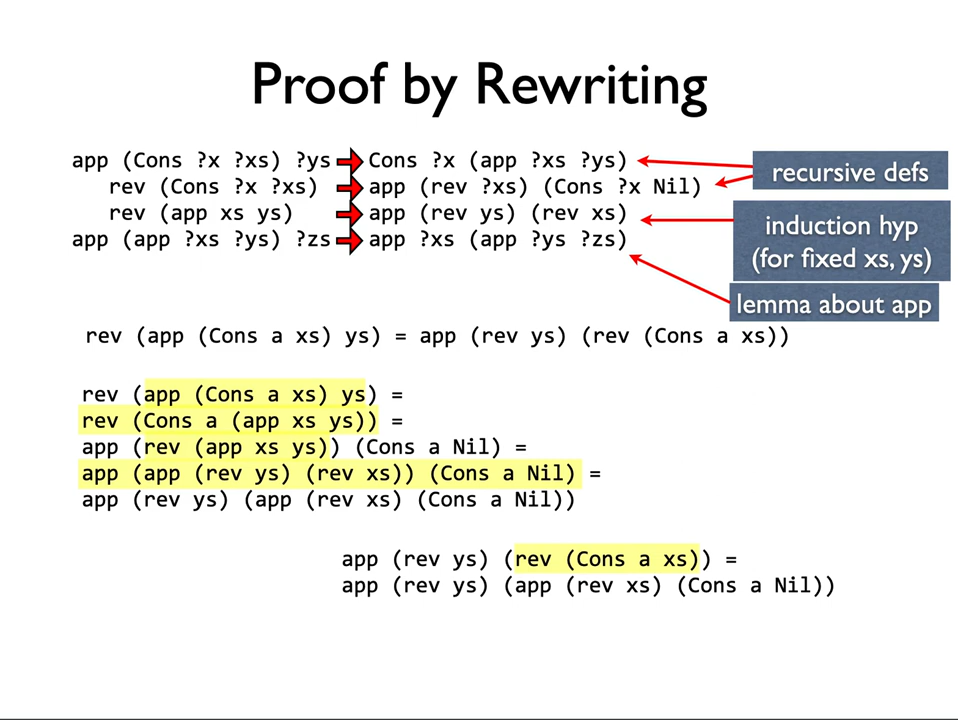 Proof by Rewriting
app (Cons ?x ?xs) ?ys Cons ?x (app ?xs ?ys)
rev (Cons ?x ?xs) app (rev ?xs) (Cons ?x Nil)
rev (app xs ys) app (rev ys) (rev xs)
app (app ?xs ?ys) ?zs app ?xs (app ?ys ?zs)
recursive defs
induction hyp
(for fixed xs, ys)
lemma about app
rev (app (Cons a xs) ys) = app (rev ys) (rev (Cons a xs))
rev (app (Cons a xs) ys) =
rev (Cons a (app xs ys)) =
app (rev (app xs ys)) (Cons a Nil) =
app (app (rev ys) (rev xs)) (Cons a Nil) =
app (rev ys) (app (rev xs) (Cons a Nil))
app (rev ys) (rev (Cons a xs)) =
app (rev ys) (app (rev xs) (Cons a Nil))